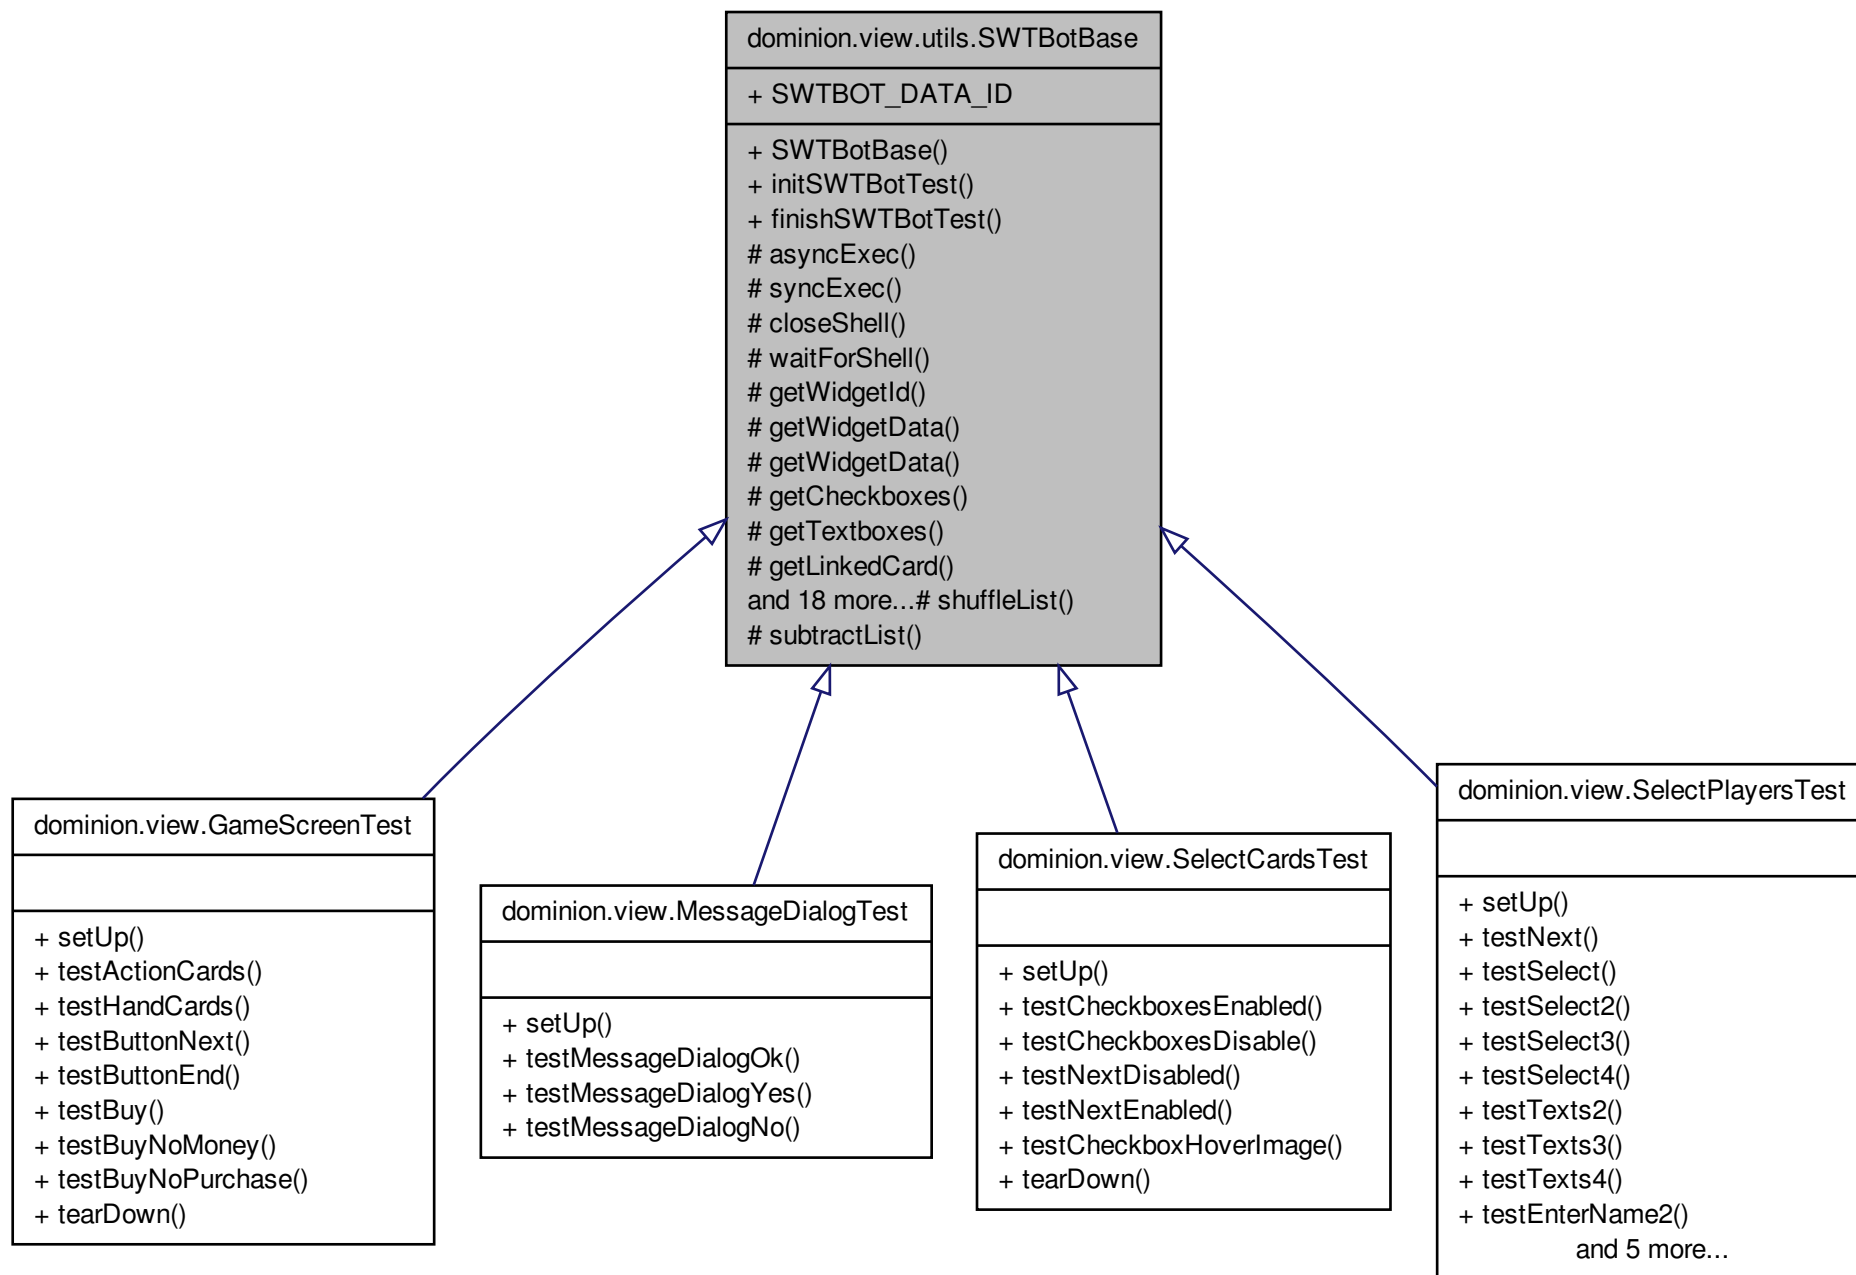 dominion.view.utils.SWTBotBase
+ SWTBOT_DATA_ID
+ SWTBotBase()
+ initSWTBotTest()
+ finishSWTBotTest()
# asyncExec()
# syncExec()
# closeShell()
# waitForShell()
# getWidgetId()
# getWidgetData()
# getWidgetData()
# getCheckboxes()
# getTextboxes()
# getLinkedCard()
and 18 more...# shuffleList()
# subtractList()
dominion.view.GameScreenTest
+ setUp()
+ testActionCards()
+ testHandCards()
+ testButtonNext()
+ testButtonEnd()
+ testBuy()
+ testBuyNoMoney()
+ testBuyNoPurchase()
+ tearDown()
dominion.view.MessageDialogTest
+ setUp()
+ testMessageDialogOk()
+ testMessageDialogYes()
+ testMessageDialogNo()
dominion.view.SelectCardsTest
+ setUp()
+ testCheckboxesEnabled()
+ testCheckboxesDisable()
+ testNextDisabled()
+ testNextEnabled()
+ testCheckboxHoverImage()
+ tearDown()
dominion.view.SelectPlayersTest
+ setUp()
+ testNext()
+ testSelect()
+ testSelect2()
+ testSelect3()
+ testSelect4()
+ testTexts2()
+ testTexts3()
+ testTexts4()
+ testEnterName2()
and 5 more...